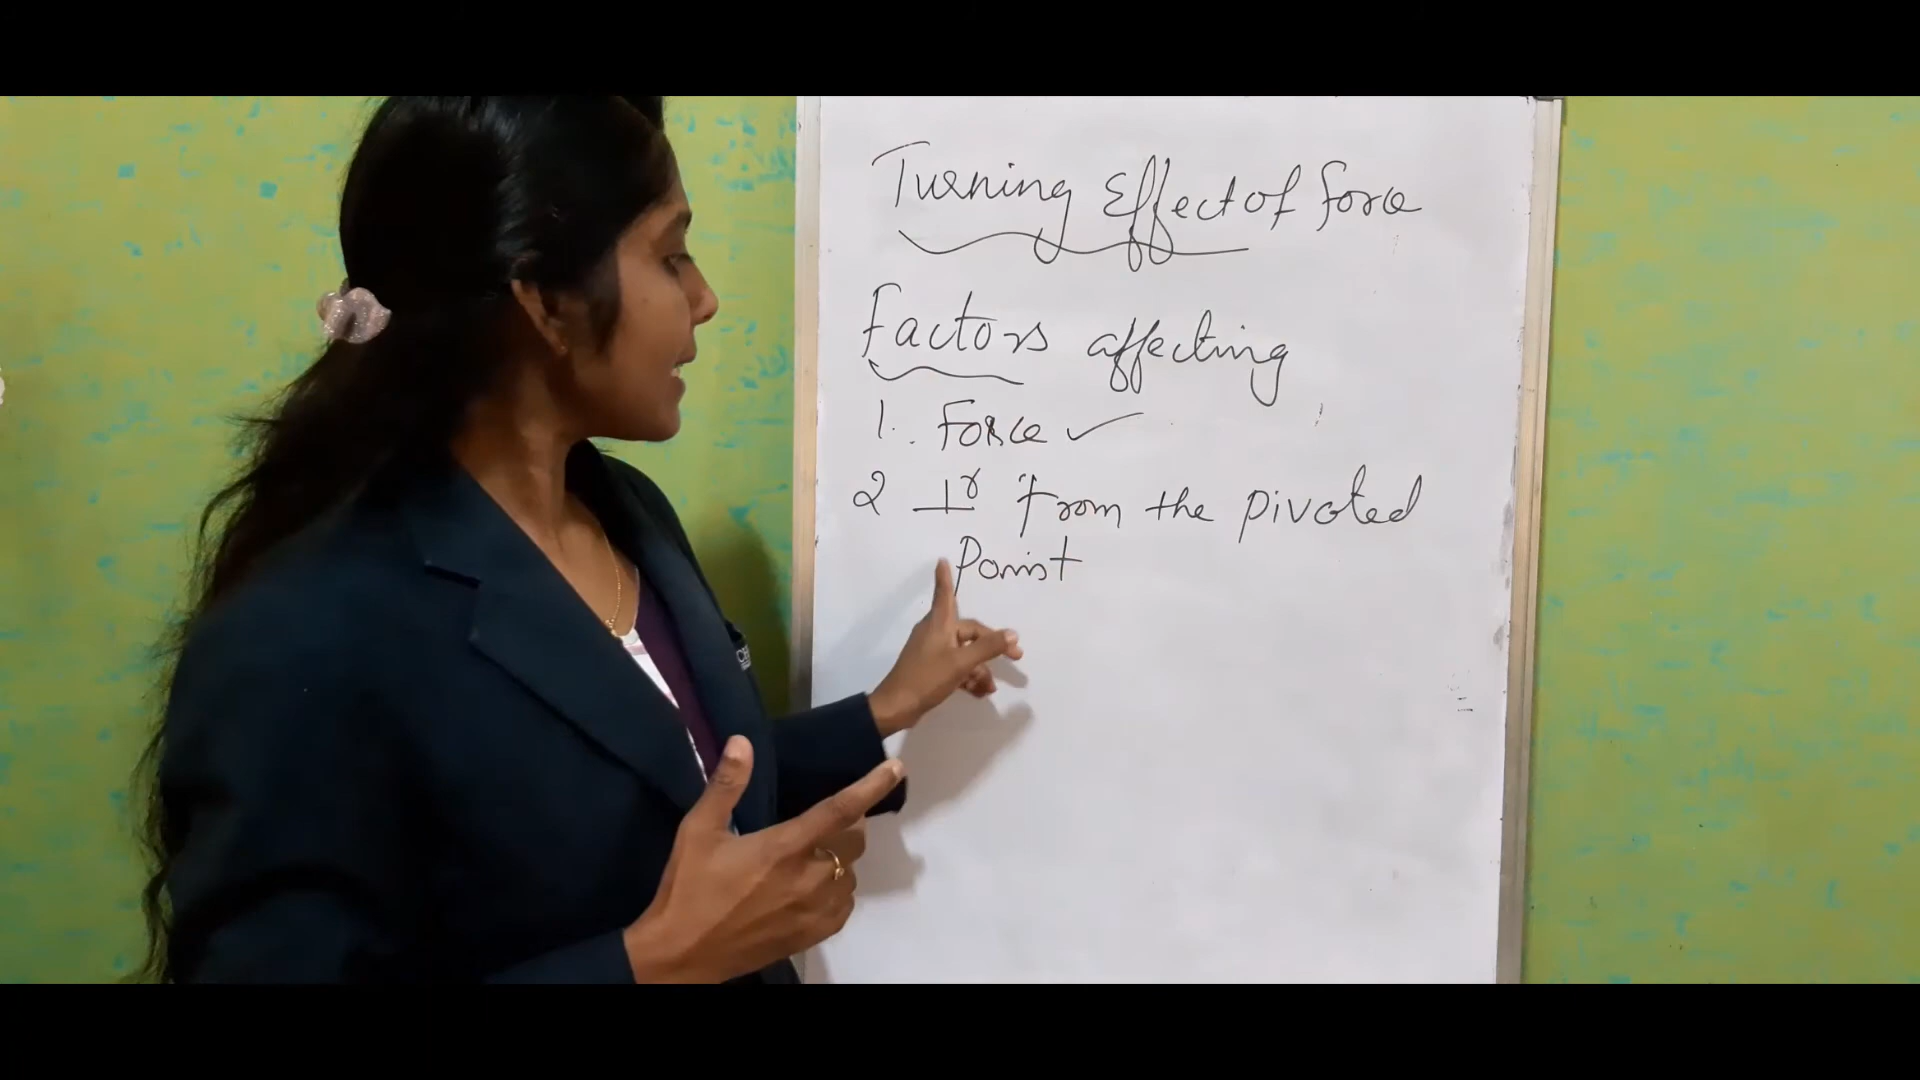 Turning Effect of force
Factors affecting
1. Force ✓
2 ⊥r from the pivoted
Point